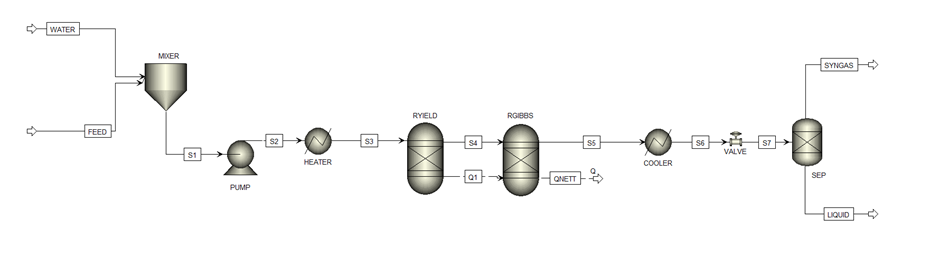 WATER
MIXER
FEED
S1
PUMP
S2
HEATER
S3
RYIELD
S4
Q1
RGIBBS
S5
QNETT
Q
COOLER
S6
VALVE
S7
SYNGAS
SEP
LIQUID